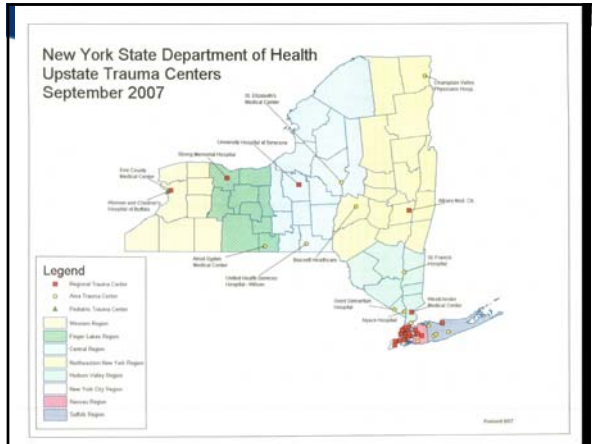 New York State Department of Health
Upstate Trauma Centers
September 2007
Champlain Valley
Physicians Hosp.
St. Elizabeth's
Medical Center
University Hospital at Syracuse
Strong Memorial Hospital
Erie County
Medical Center
Women and Children's
Hospital of Buffalo
Albany Med. Ctr.
Arnot Ogden
Medical Center
Bassett Healthcare
United Health Services
Hospital - Wilson
St. Francis
Hospital
Good Samaritan
Hospital
Westchester
Medical Center
Nyack Hospital
Legend
Regional Trauma Center
Area Trauma Center
Pediatric Trauma Center
Western Region
Finger Lakes Region
Central Region
Northeastern New York Region
Hudson Valley Region
New York City Region
Nassau Region
Suffolk Region